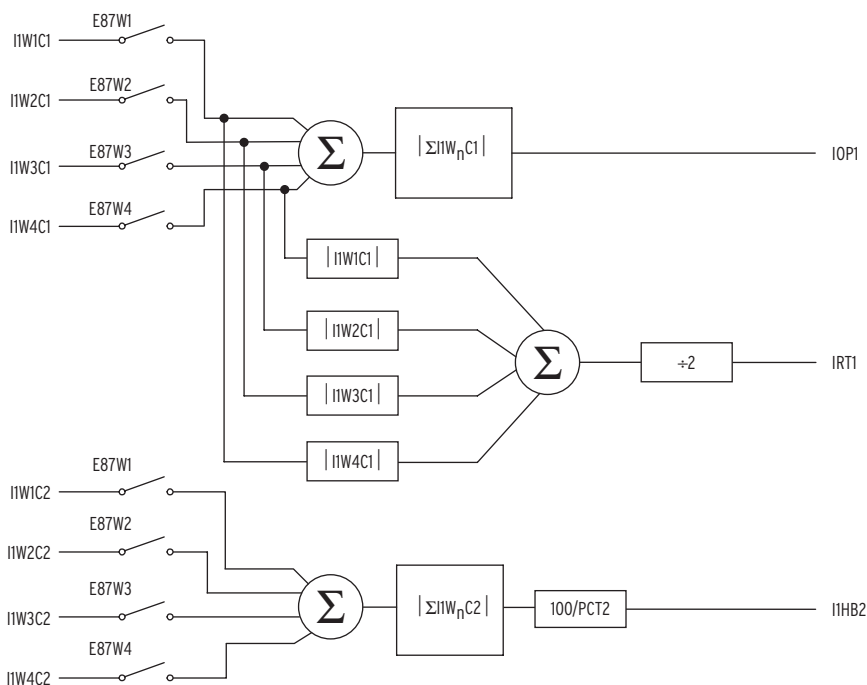 E87W1
I1W1C1
E87W2
I1W2C1
E87W3
I1W3C1
E87W4
I1W4C1
Σ
|ΣI1WnC1|
IOP1
|I1W1C1|
|I1W2C1|
|I1W3C1|
|I1W4C1|
Σ
÷2
IRT1
E87W1
I1W1C2
E87W2
I1W2C2
E87W3
I1W3C2
E87W4
I1W4C2
Σ
|ΣI1WnC2|
100/PCT2
I1HB2